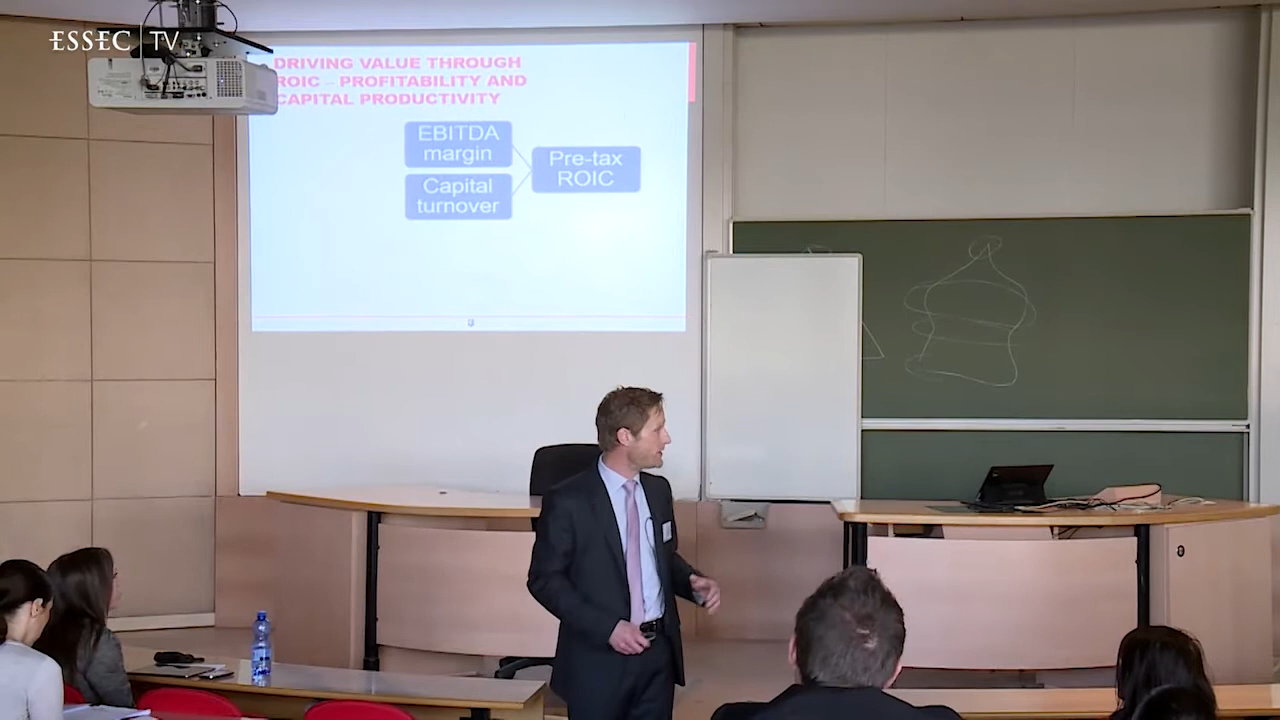 ESSEC TV
DRIVING VALUE THROUGH
ROIC – PROFITABILITY AND
CAPITAL PRODUCTIVITY
EBITDA
margin
Pre-tax
ROIC
Capital
turnover